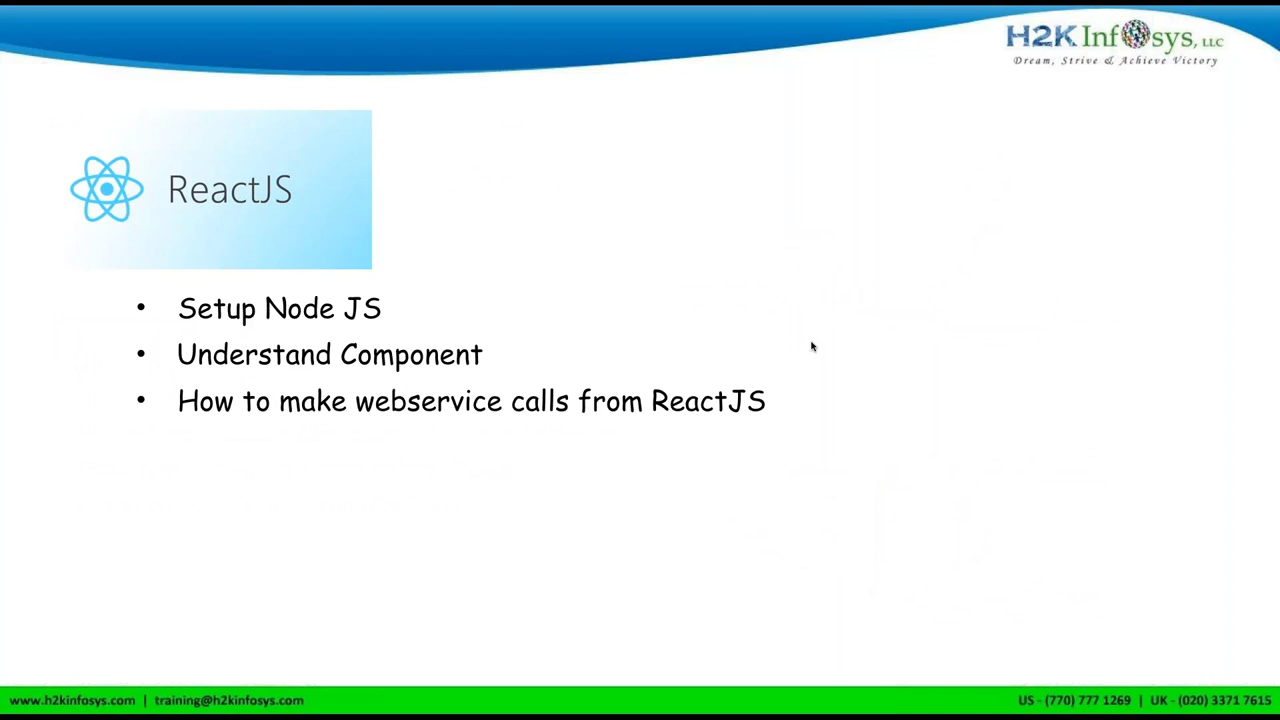 H2K Infosys, LLC
Dream, Strive & Achieve Victory
ReactJS
• Setup Node JS
• Understand Component
• How to make webservice calls from ReactJS
www.h2kinfosys.com | training@h2kinfosys.com
US - (770) 777 1269 | UK - (020) 3371 7615